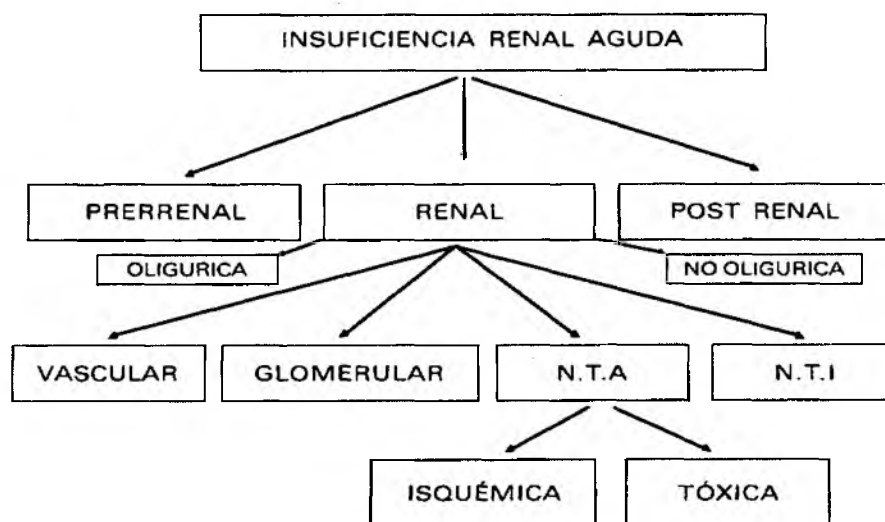 INSUFICIENCIA RENAL AGUDA
PRERRENAL
RENAL
POST RENAL
OLIGURICA
NO OLIGURICA
VASCULAR
GLOMERULAR
N.T.A
N.T.I
ISQUÉMICA
TÓXICA